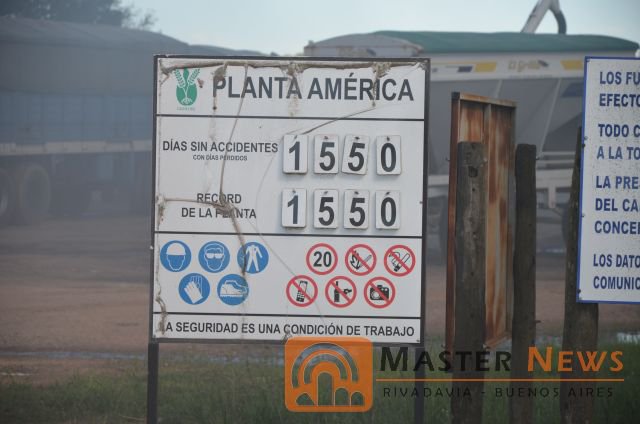 PLANTA AMÉRICA
DÍAS SIN ACCIDENTES
CON DÍAS PERDIDOS
1550
RECORD
DE LA PLANTA
1550
20
LA SEGURIDAD ES UNA CONDICIÓN DE TRABAJO
LOS FU
EFECTO
TODO C
A LA TO
LA PRE
DEL CA
CONCE
LOS DATO
COMUNIC
MASTER NEWS
RIVADAVIA - BUENOS AIRES